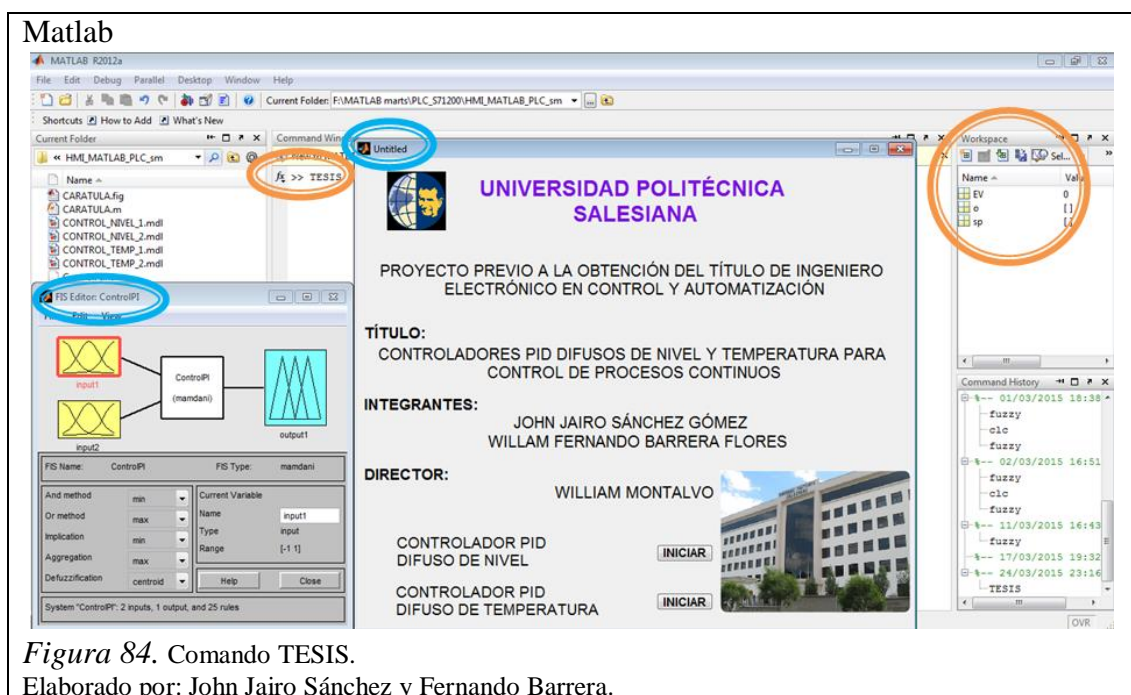 Matlab
MATLAB R2012a
File Edit Debug Parallel Desktop Window Help
Current Folder: F:\MATLAB marts\PLC_S71200\HMI_MATLAB_PLC_sm
Shortcuts How to Add What's New
Current Folder
« HMI_MATLAB_PLC_sm
Name
CARATULA.fig
CARATULA.m
CONTROL_NIVEL_1.mdl
CONTROL_NIVEL_2.mdl
CONTROL_TEMP_1.mdl
CONTROL_TEMP_2.mdl
Command Win
fx >> TESIS
FIS Editor: ControlPI
Edit View
input1
input2
ControlPI
(mamdani)
output1
FIS Name: ControlPI FIS Type: mamdani
And method min
Or method max
Implication min
Aggregation max
Defuzzification centroid
Current Variable
Name input1
Type input
Range [-1 1]
Help Close
System "ControlPI": 2 inputs, 1 output, and 25 rules
Untitled
UNIVERSIDAD POLITÉCNICA
SALESIANA
PROYECTO PREVIO A LA OBTENCIÓN DEL TÍTULO DE INGENIERO
ELECTRÓNICO EN CONTROL Y AUTOMATIZACIÓN
TÍTULO:
CONTROLADORES PID DIFUSOS DE NIVEL Y TEMPERATURA PARA
CONTROL DE PROCESOS CONTINUOS
INTEGRANTES:
JOHN JAIRO SÁNCHEZ GÓMEZ
WILLAM FERNANDO BARRERA FLORES
DIRECTOR:
WILLIAM MONTALVO
CONTROLADOR PID
DIFUSO DE NIVEL
INICIAR
CONTROLADOR PID
DIFUSO DE TEMPERATURA
INICIAR
Workspace
Sel...
Name Valu
EV 0
o []
sp []
Command History
%-- 01/03/2015 18:38
fuzzy
clc
fuzzy
%-- 02/03/2015 16:51
fuzzy
clc
fuzzy
%-- 11/03/2015 16:43
fuzzy
%-- 17/03/2015 19:32
%-- 24/03/2015 23:16
TESIS
OVR
Figura 84. Comando TESIS.
Elaborado por: John Jairo Sánchez y Fernando Barrera.